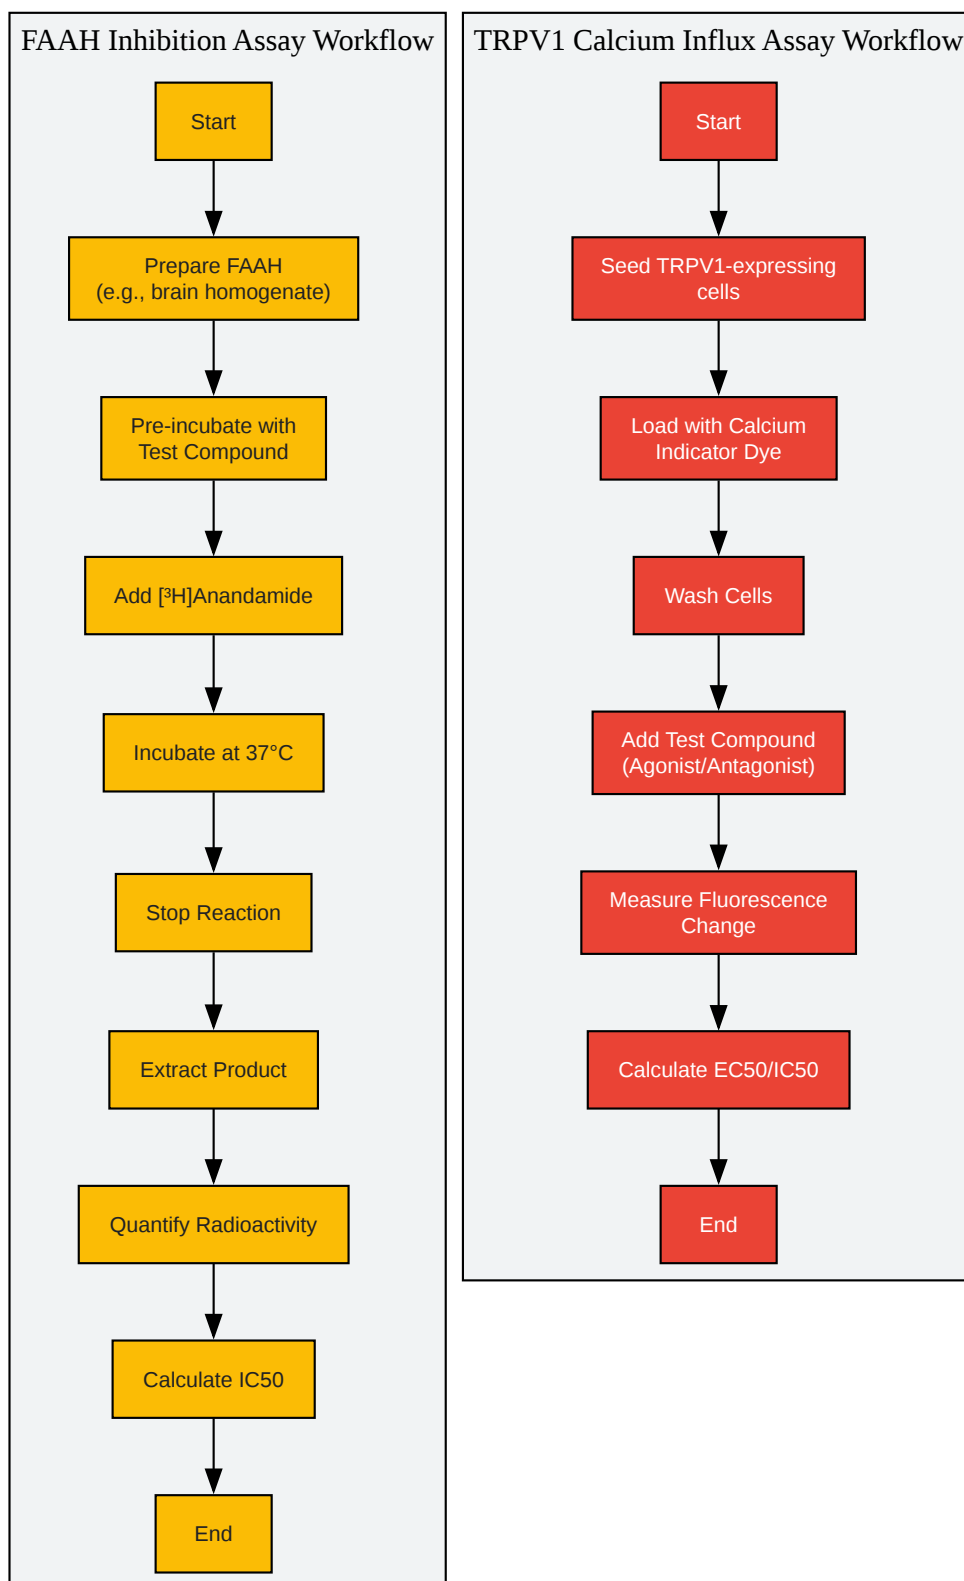 FAAH Inhibition Assay Workflow
Start
Prepare FAAH
(e.g., brain homogenate)
Pre-incubate with
Test Compound
Add [³H]Anandamide
Incubate at 37°C
Stop Reaction
Extract Product
Quantify Radioactivity
Calculate IC50
End
TRPV1 Calcium Influx Assay Workflow
Start
Seed TRPV1-expressing
cells
Load with Calcium
Indicator Dye
Wash Cells
Add Test Compound
(Agonist/Antagonist)
Measure Fluorescence
Change
Calculate EC50/IC50
End